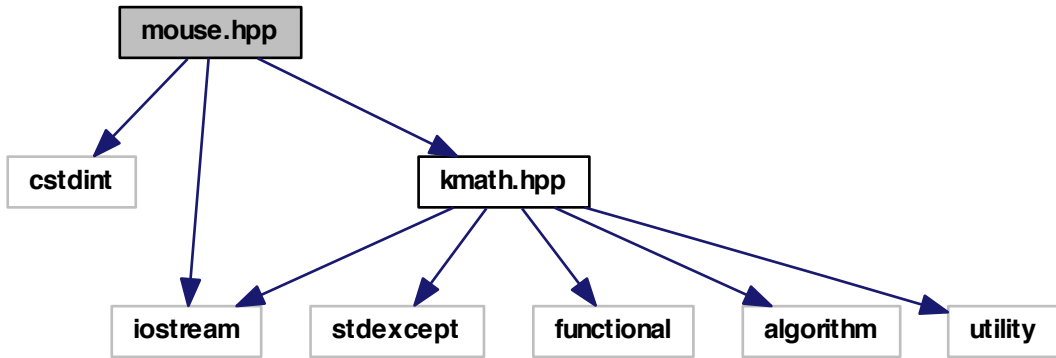 mouse.hpp
cstdint
kmath.hpp
iostream
stdexcept
functional
algorithm
utility